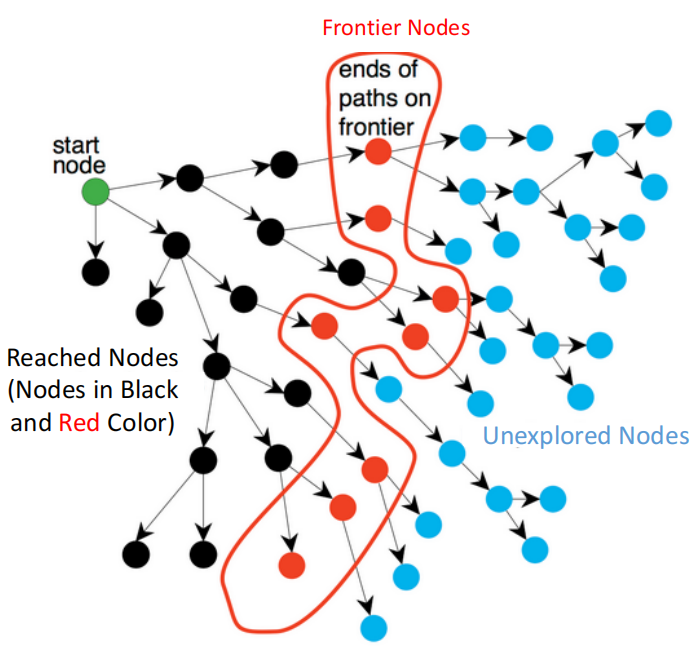 Frontier Nodes
ends of
paths on
frontier
start
node
Reached Nodes
(Nodes in Black
and Red Color)
Unexplored Nodes